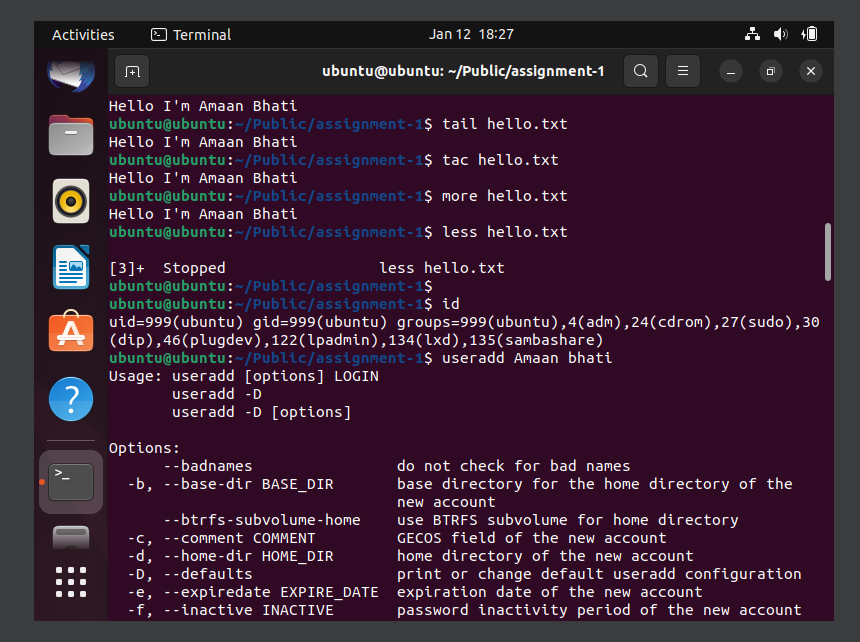 Activities
Terminal
Jan 12 18:27
ubuntu@ubuntu: ~/Public/assignment-1
Hello I'm Amaan Bhati
ubuntu@ubuntu:~/Public/assignment-1$ tail hello.txt
Hello I'm Amaan Bhati
ubuntu@ubuntu:~/Public/assignment-1$ tac hello.txt
Hello I'm Amaan Bhati
ubuntu@ubuntu:~/Public/assignment-1$ more hello.txt
Hello I'm Amaan Bhati
ubuntu@ubuntu:~/Public/assignment-1$ less hello.txt
[3]+  Stopped                 less hello.txt
ubuntu@ubuntu:~/Public/assignment-1$
ubuntu@ubuntu:~/Public/assignment-1$ id
uid=999(ubuntu) gid=999(ubuntu) groups=999(ubuntu),4(adm),24(cdrom),27(sudo),30
(dip),46(plugdev),122(lpadmin),134(lxd),135(sambashare)
ubuntu@ubuntu:~/Public/assignment-1$ useradd Amaan bhati
Usage: useradd [options] LOGIN
       useradd -D
       useradd -D [options]
Options:
      --badnames                do not check for bad names
  -b, --base-dir BASE_DIR       base directory for the home directory of the
                                new account
      --btrfs-subvolume-home    use BTRFS subvolume for home directory
  -c, --comment COMMENT         GECOS field of the new account
  -d, --home-dir HOME_DIR       home directory of the new account
  -D, --defaults                print or change default useradd configuration
  -e, --expiredate EXPIRE_DATE  expiration date of the new account
  -f, --inactive INACTIVE       password inactivity period of the new account